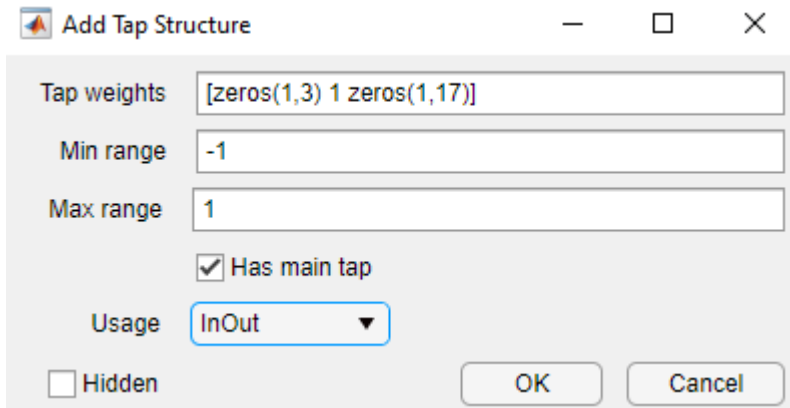 Add Tap Structure
Tap weights [zeros(1,3) 1 zeros(1,17)]
Min range -1
Max range 1
Has main tap
Usage InOut
Hidden OK Cancel